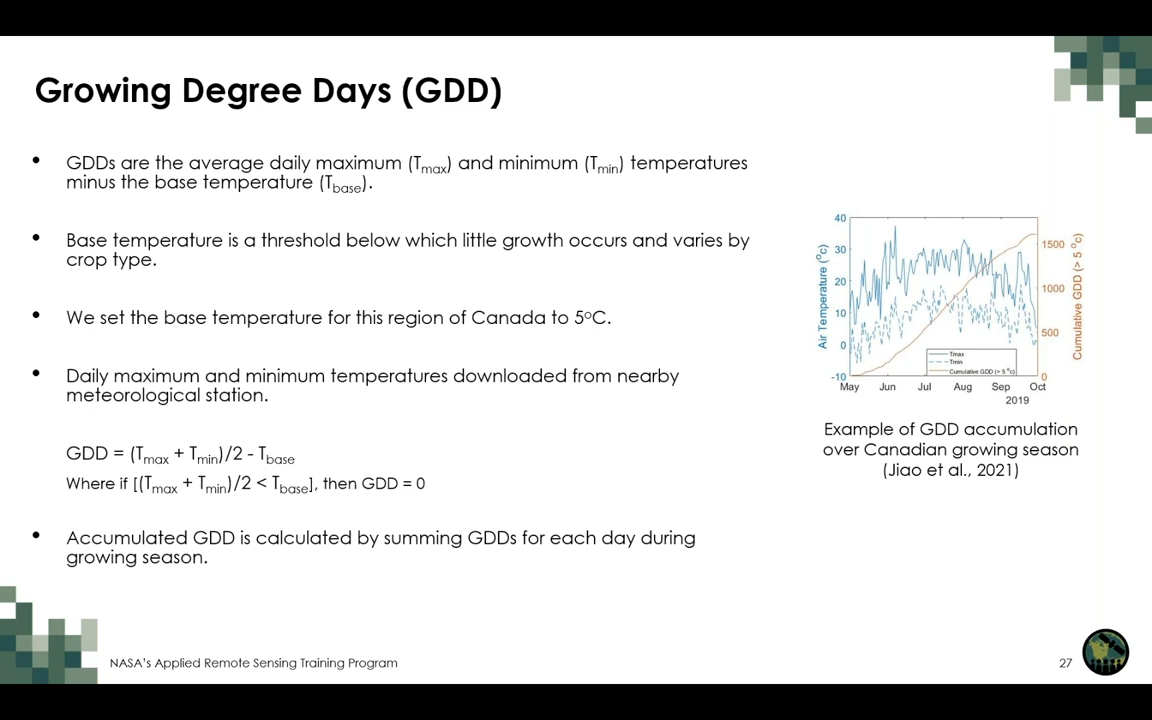 Growing Degree Days (GDD)
• GDDs are the average daily maximum (Tmax) and minimum (Tmin) temperatures
minus the base temperature (Tbase).
• Base temperature is a threshold below which little growth occurs and varies by
crop type.
• We set the base temperature for this region of Canada to 5°C.
• Daily maximum and minimum temperatures downloaded from nearby
meteorological station.
GDD = (Tmax + Tmin)/2 - Tbase
Where if [(Tmax + Tmin)/2 < Tbase], then GDD = 0
• Accumulated GDD is calculated by summing GDDs for each day during
growing season.
Air Temperature (°c)
40
30
20
10
0
-10
Cumulative GDD (> 5 °c)
1500
1000
500
0
Tmax
Tmin
Cumulative GDD (> 5 °c)
May Jun Jul Aug Sep Oct
2019
Example of GDD accumulation
over Canadian growing season
(Jiao et al., 2021)
NASA's Applied Remote Sensing Training Program
27